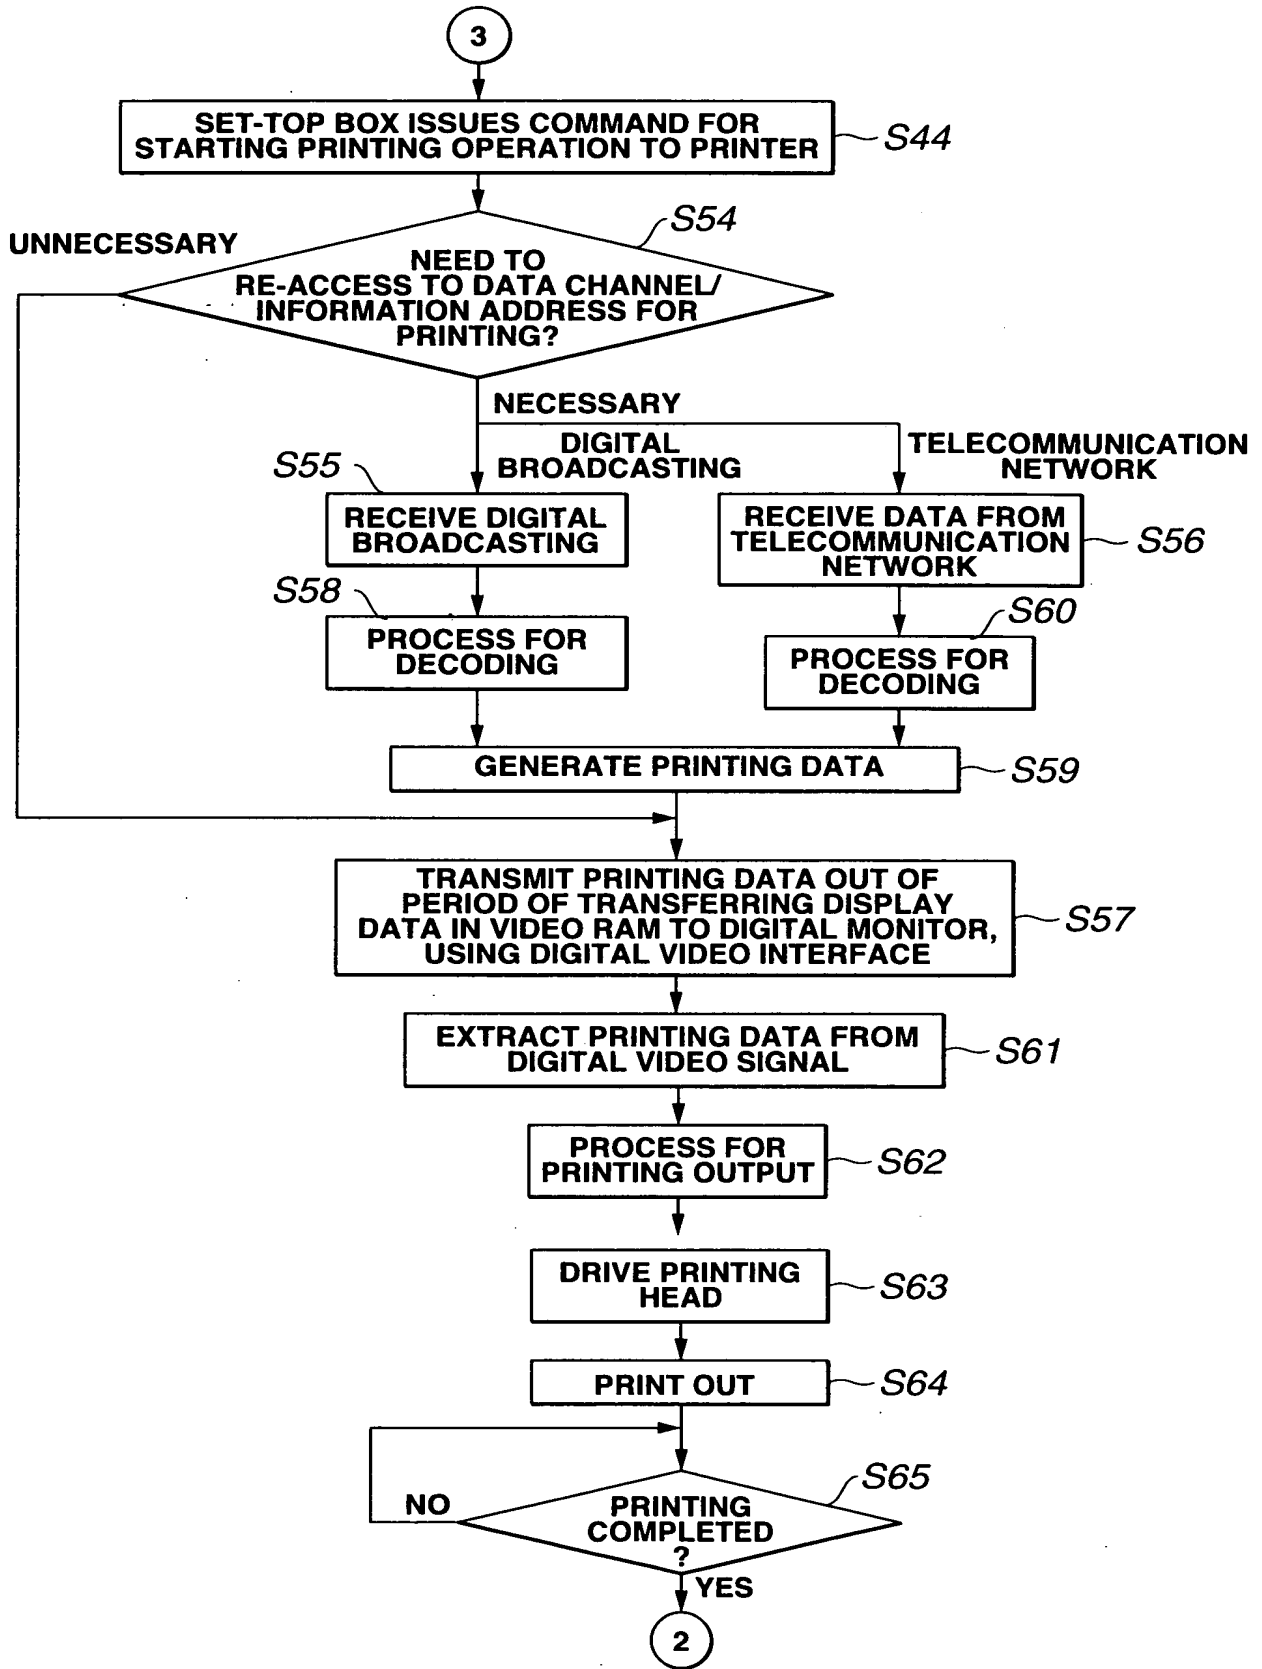 3
SET-TOP BOX ISSUES COMMAND FOR
STARTING PRINTING OPERATION TO PRINTER
S44
S54
UNNECESSARY
NEED TO
RE-ACCESS TO DATA CHANNEL/
INFORMATION ADDRESS FOR
PRINTING?
NECESSARY
DIGITAL
BROADCASTING
TELECOMMUNICATION
NETWORK
S55
RECEIVE DIGITAL
BROADCASTING
RECEIVE DATA FROM
TELECOMMUNICATION
NETWORK
S56
S58
PROCESS FOR
DECODING
S60
PROCESS FOR
DECODING
GENERATE PRINTING DATA
S59
TRANSMIT PRINTING DATA OUT OF
PERIOD OF TRANSFERRING DISPLAY
DATA IN VIDEO RAM TO DIGITAL MONITOR,
USING DIGITAL VIDEO INTERFACE
S57
EXTRACT PRINTING DATA FROM
DIGITAL VIDEO SIGNAL
S61
PROCESS FOR
PRINTING OUTPUT
S62
DRIVE PRINTING
HEAD
S63
PRINT OUT
S64
S65
NO
PRINTING
COMPLETED
?
YES
2